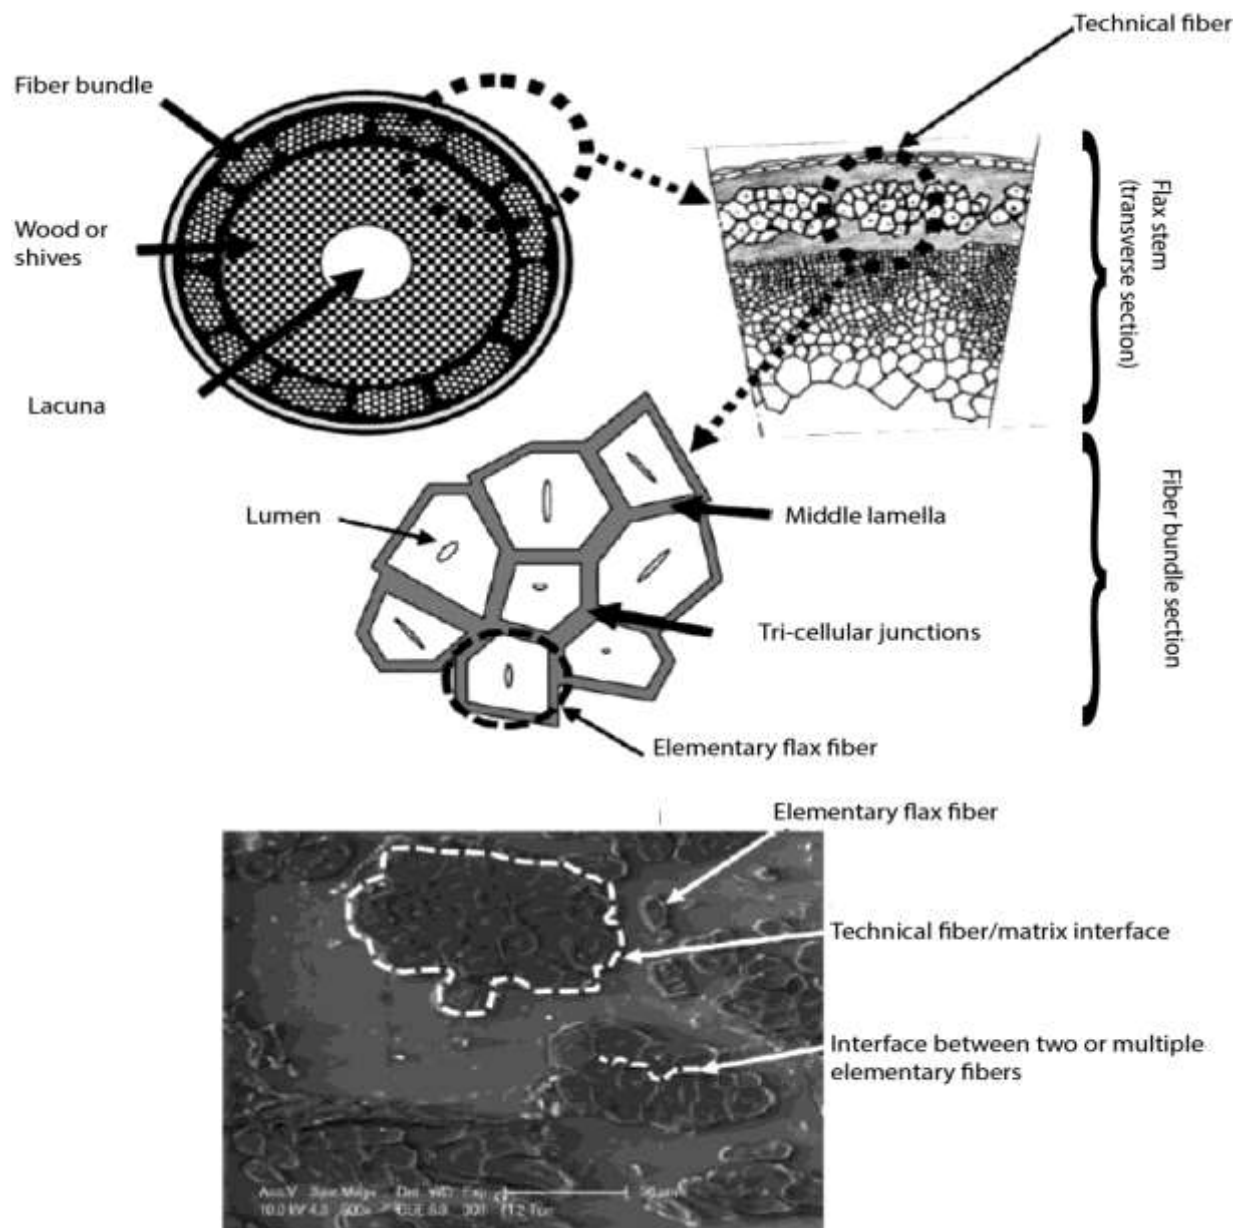 Technical fiber
Fiber bundle
Wood or
shives
Lacuna
Flax stem
(transverse section)
Lumen
Middle lamella
Tri-cellular junctions
Elementary flax fiber
Fiber bundle section
Elementary flax fiber
Technical fiber/matrix interface
Interface between two or multiple
elementary fibers